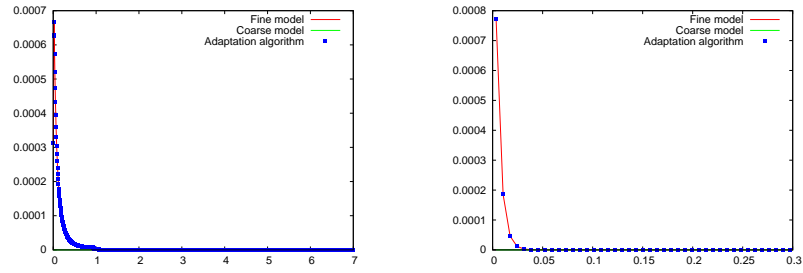 Fine model
Coarse model
Adaptation algorithm
0.0007
0.0006
0.0005
0.0004
0.0003
0.0002
0.0001
0
0 1 2 3 4 5 6 7
Fine model
Coarse model
Adaptation algorithm
0.0008
0.0007
0.0006
0.0005
0.0004
0.0003
0.0002
0.0001
0
0 0.05 0.1 0.15 0.2 0.25 0.3